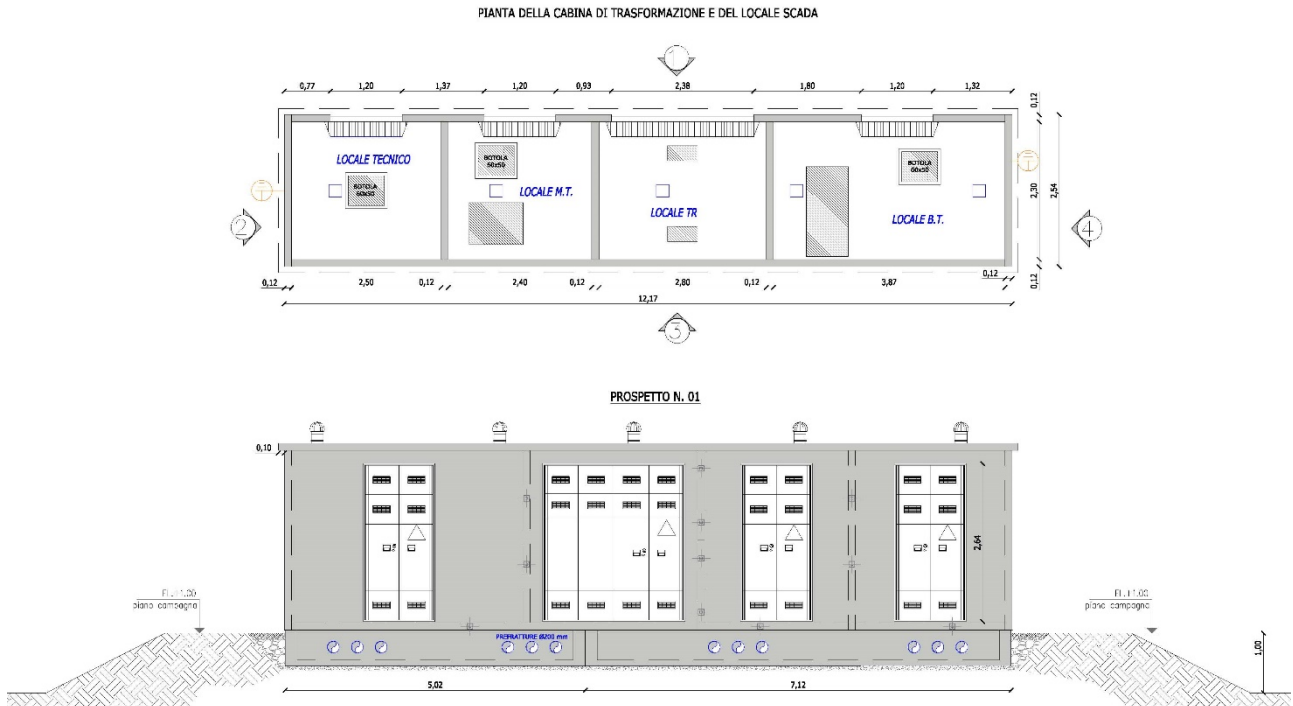 PIANTA DELLA CABINA DI TRASFORMAZIONE E DEL LOCALE SCADA
1
0,77 1,20 1,37 1,20 0,93 2,38 1,80 1,20 1,32
0,12
LOCALE TECNICO
BOTOLA
60x50
LOCALE M.T.
BOTOLA
50x50
LOCALE TR
LOCALE B.T.
BOTOLA
60x50
2
4
2,30
2,54
0,12
0,12 2,50 0,12 2,40 0,12 2,80 0,12 3,87 0,12
12,17
3
PROSPETTO N. 01
0,10
2,64
piano campagna
piano campagna
PREFRATTURE Ø200 mm
1,00
5,02 7,12